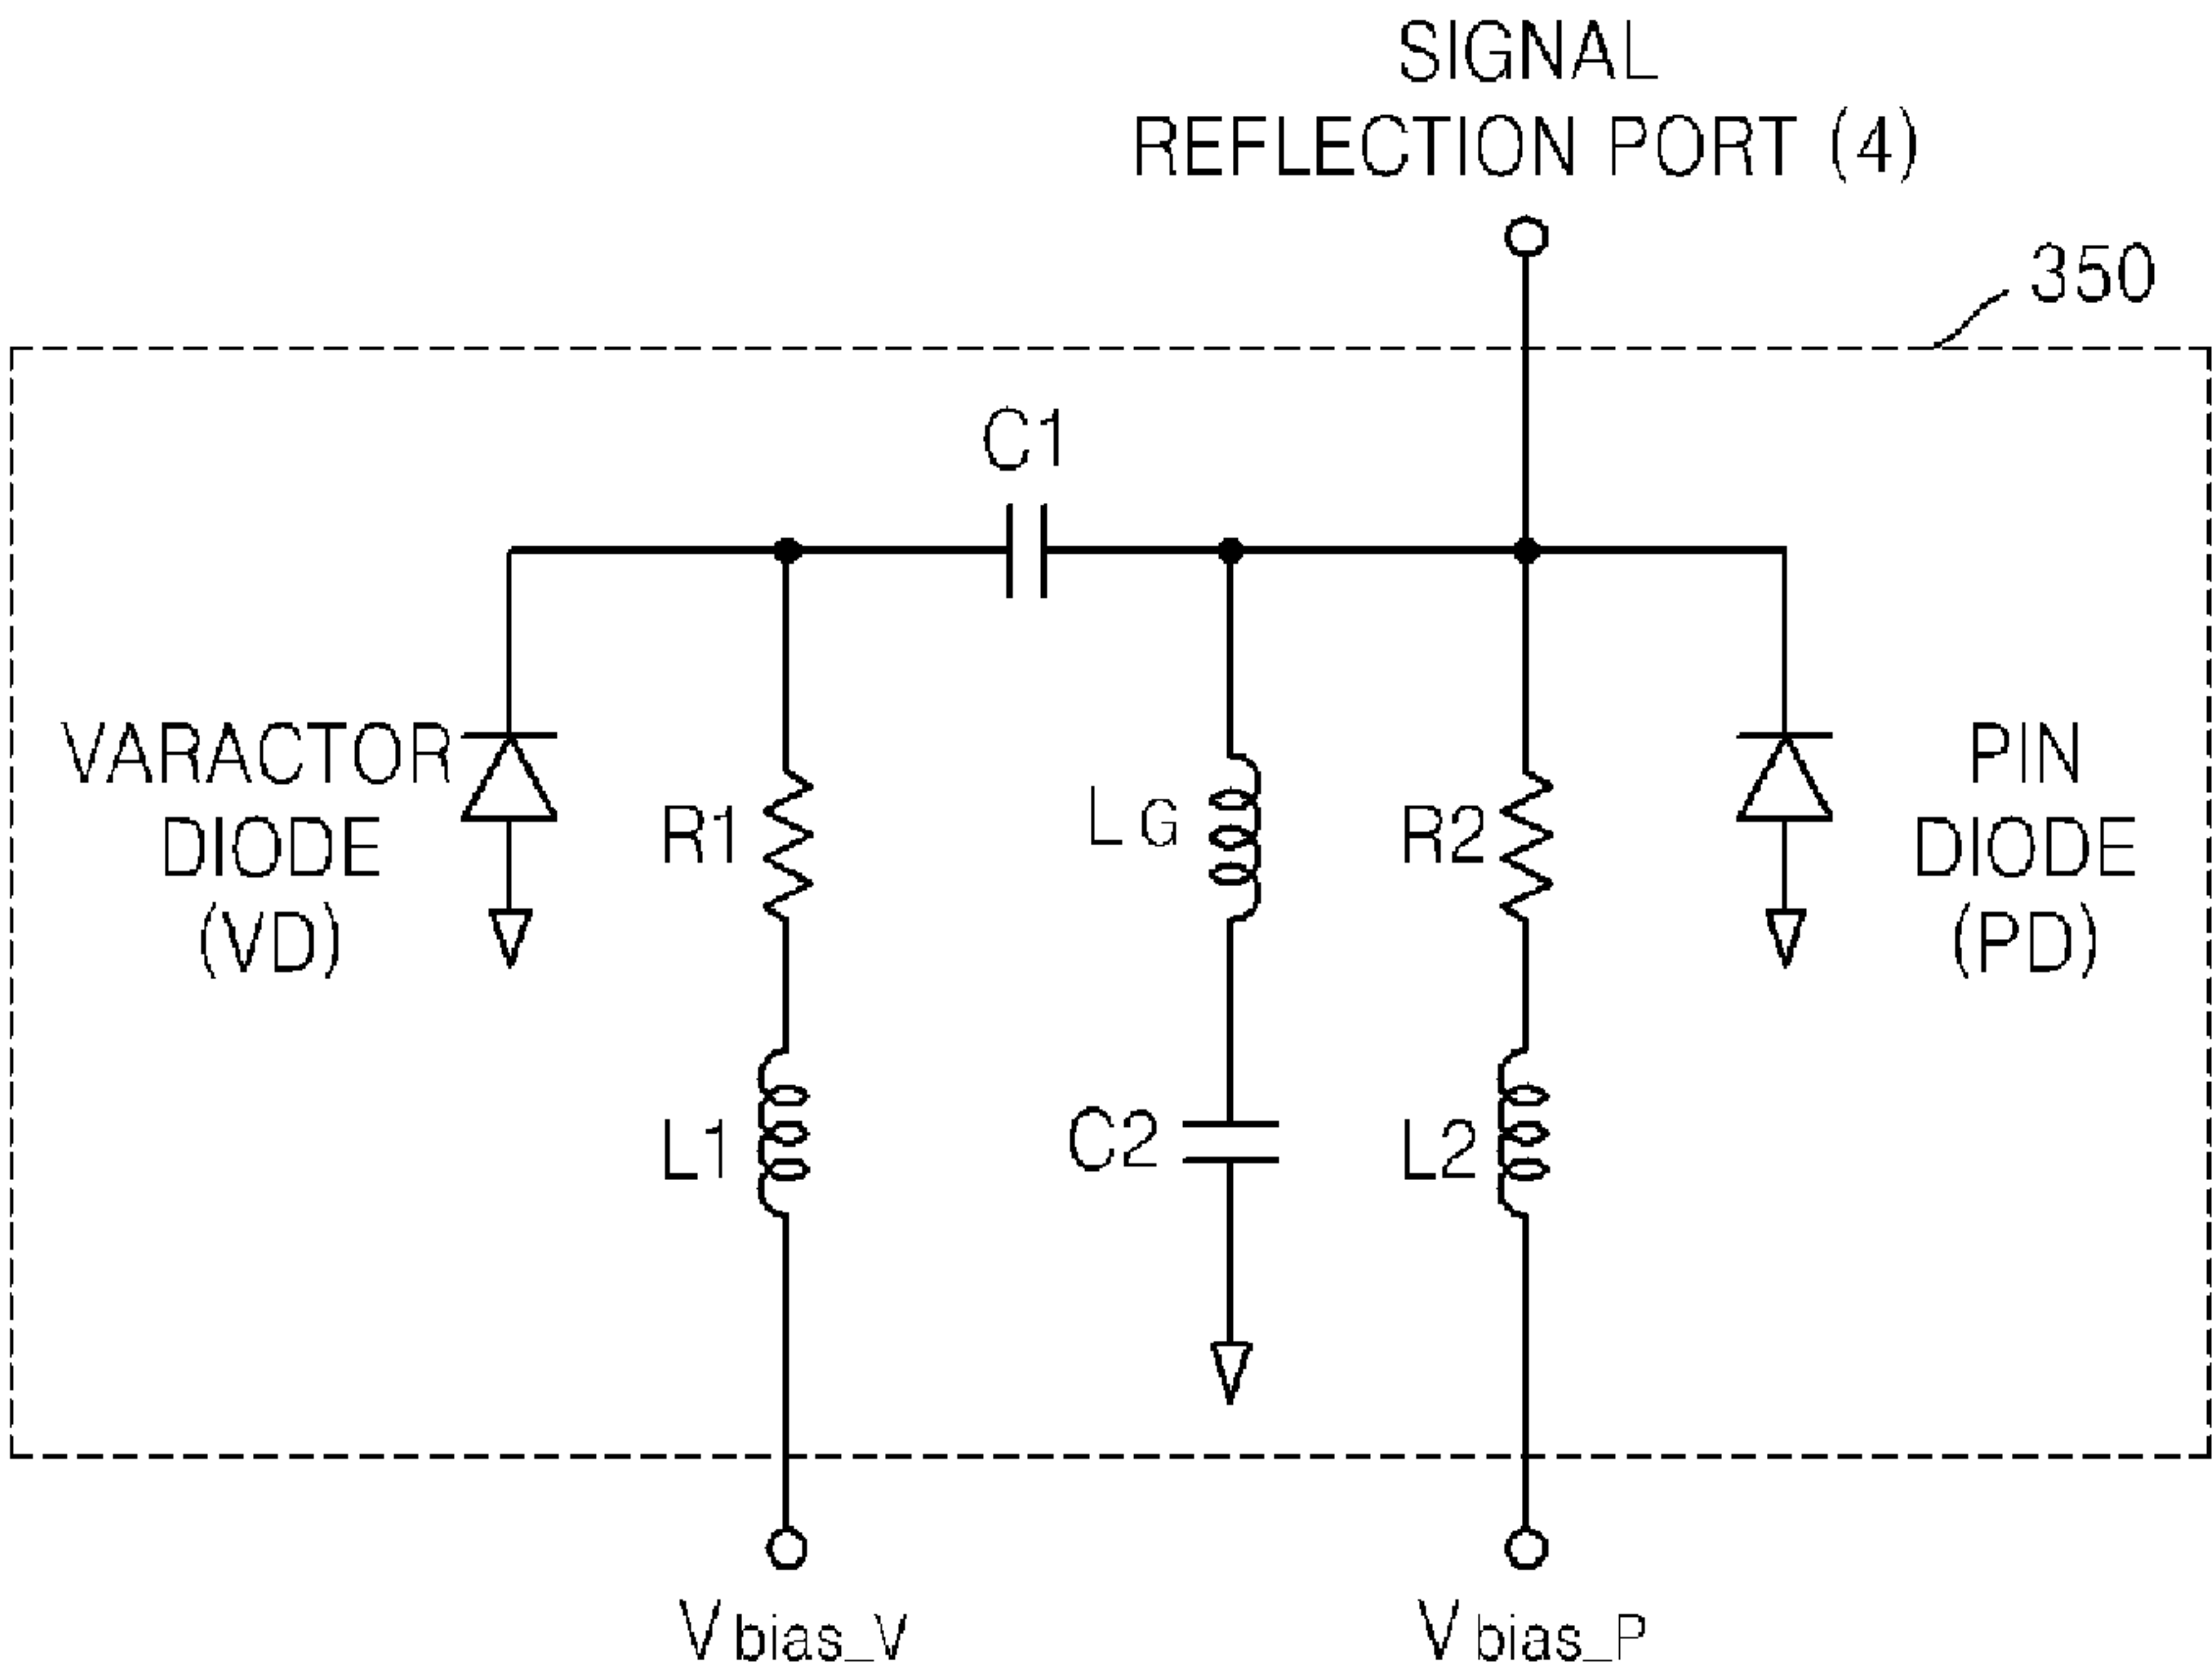 SIGNAL
REFLECTION PORT (4)
350
C1
VARACTOR
DIODE
(VD)
R1
LG
R2
PIN
DIODE
(PD)
L1
C2
L2
Vbias_V
Vbias_P